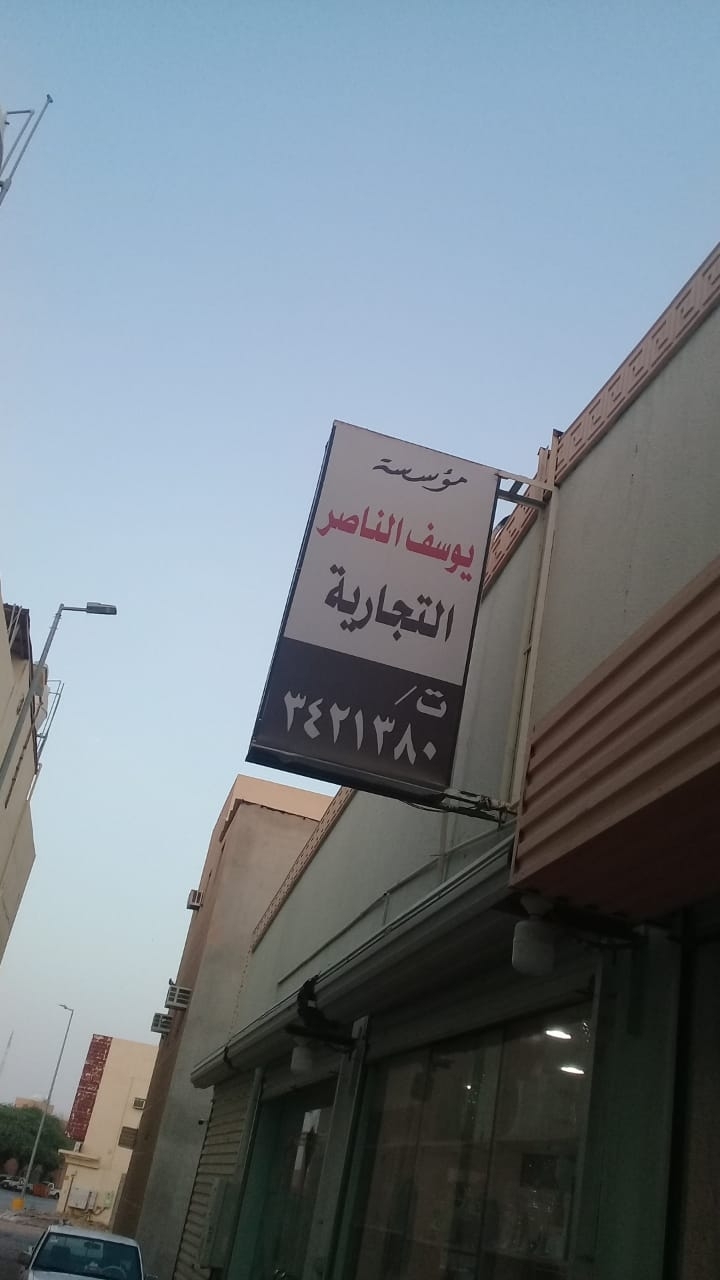 مؤسسة
يوسف الناصر
التجارية
ت/
٣٤٢١٣٨٠